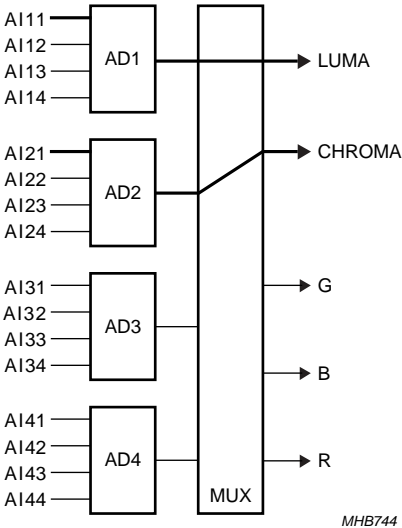 AI11
AI12
AI13
AI14
AD1
LUMA
AI21
AI22
AI23
AI24
AD2
CHROMA
AI31
AI32
AI33
AI34
AD3
G
B
AI41
AI42
AI43
AI44
AD4
R
MUX
MHB744